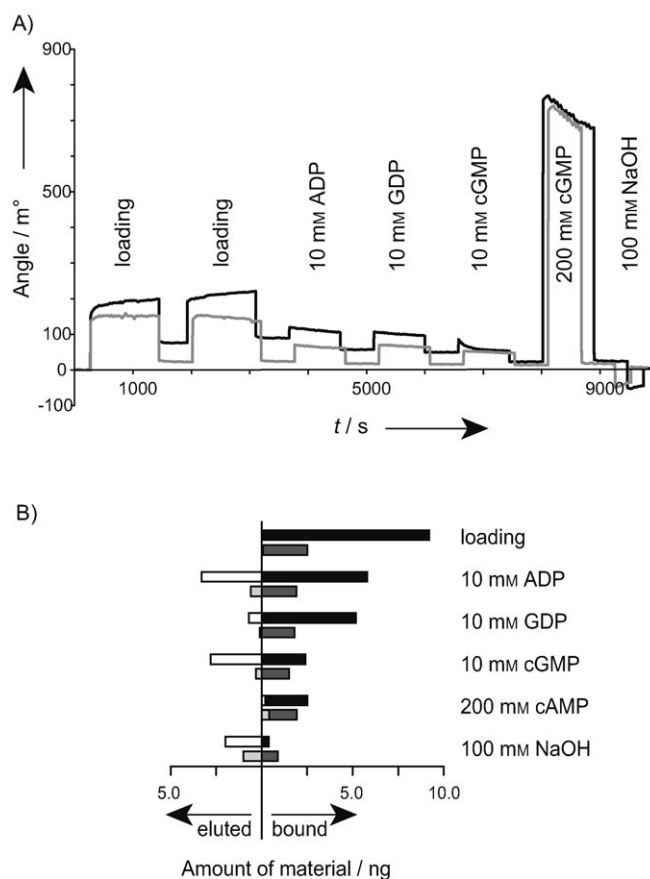 A)
900
500
100
0
-100
Angle / m°
loading
loading
10 mM ADP
10 mM GDP
10 mM cGMP
200 mM cGMP
100 mM NaOH
1000
5000
9000
t / s
B)
loading
10 mM ADP
10 mM GDP
10 mM cGMP
200 mM cAMP
100 mM NaOH
5.0
5.0
10.0
eluted
bound
Amount of material / ng